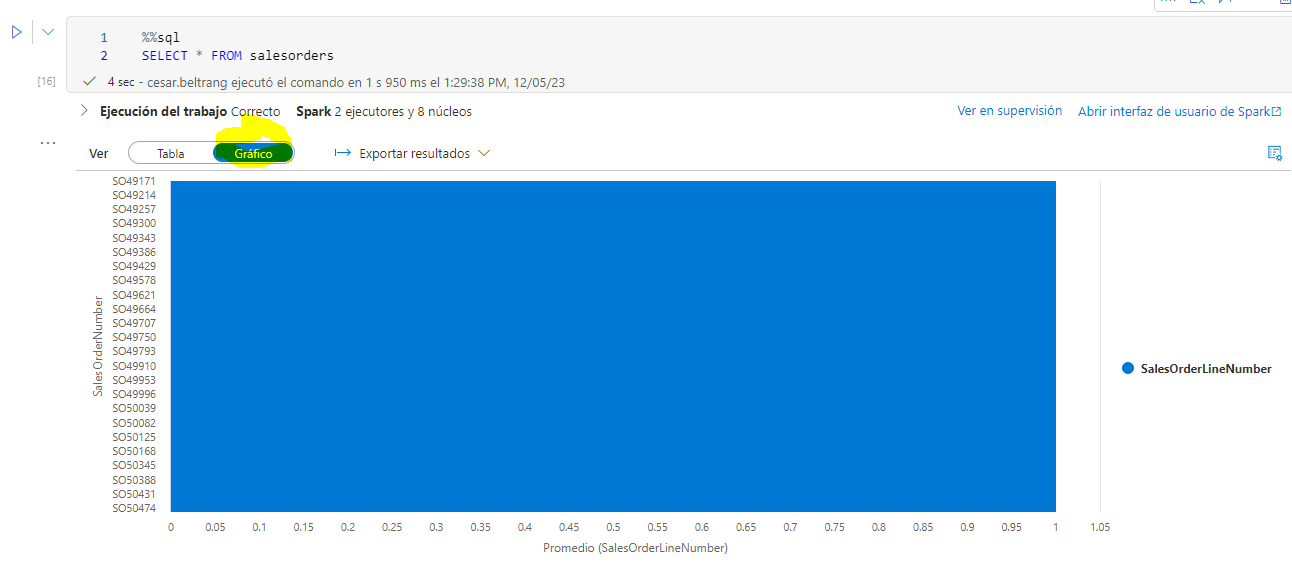 1 %%sql
2 SELECT * FROM salesorders
[16] 4 sec - cesar.beltrang ejecutó el comando en 1 s 950 ms el 1:29:38 PM, 12/05/23
Ejecución del trabajo Correcto Spark 2 ejecutores y 8 núcleos Ver en supervisión Abrir interfaz de usuario de Spark
Ver Tabla Gráfico Exportar resultados
SalesOrderNumber
SO49171
SO49214
SO49257
SO49300
SO49343
SO49386
SO49429
SO49578
SO49621
SO49664
SO49707
SO49750
SO49793
SO49910
SO49953
SO49996
SO50039
SO50082
SO50125
SO50168
SO50345
SO50388
SO50431
SO50474
SalesOrderLineNumber
0 0.05 0.1 0.15 0.2 0.25 0.3 0.35 0.4 0.45 0.5 0.55 0.6 0.65 0.7 0.75 0.8 0.85 0.9 0.95 1 1.05
Promedio (SalesOrderLineNumber)